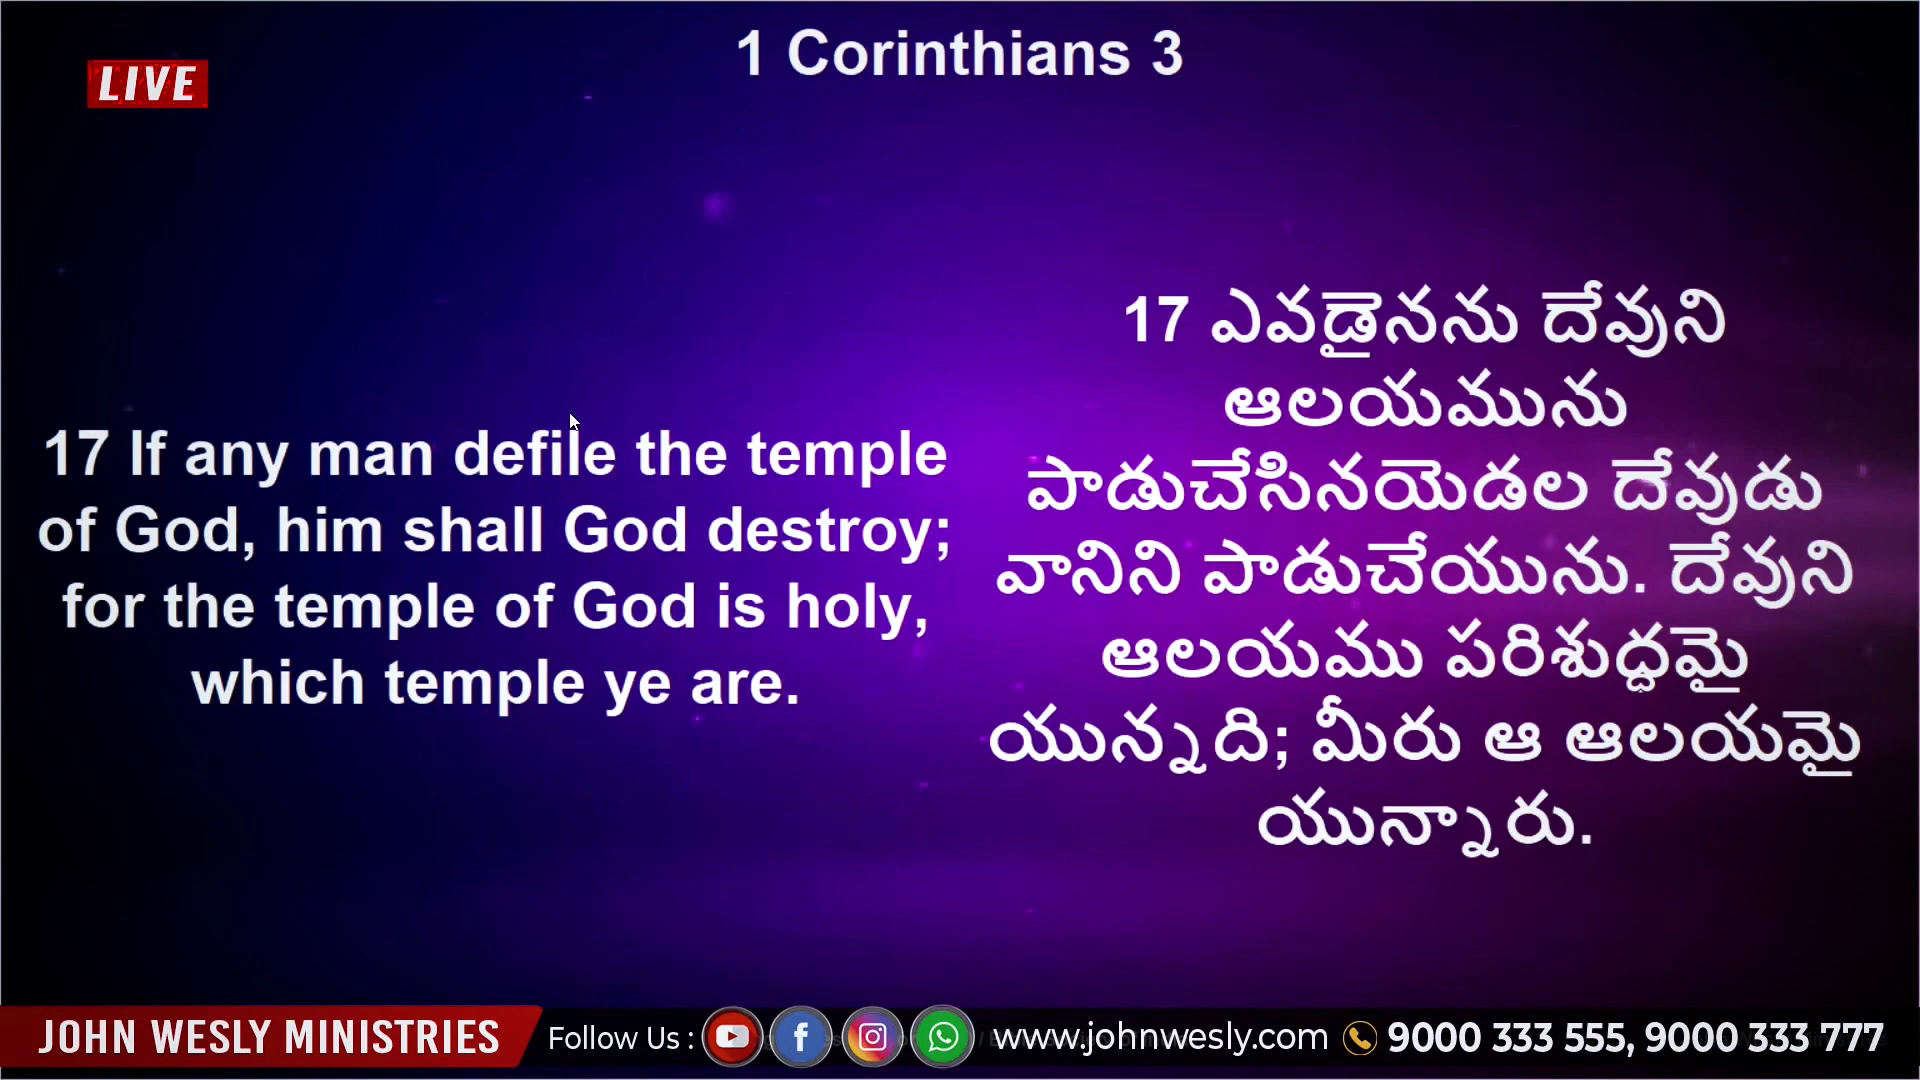 1 Corinthians 3
LIVE
17 If any man defile the temple
of God, him shall God destroy;
for the temple of God is holy,
which temple ye are.
17 ఎవడైనను దేవుని
ఆలయమును
పాడుచేసినయెడల దేవుడు
వానిని పాడుచేయును. దేవుని
ఆలయము పరిశుద్ధమై
యున్నది; మీరు ఆ ఆలయమై
యున్నారు.
JOHN WESLY MINISTRIES Follow Us : www.johnwesly.com 9000 333 555, 9000 333 777